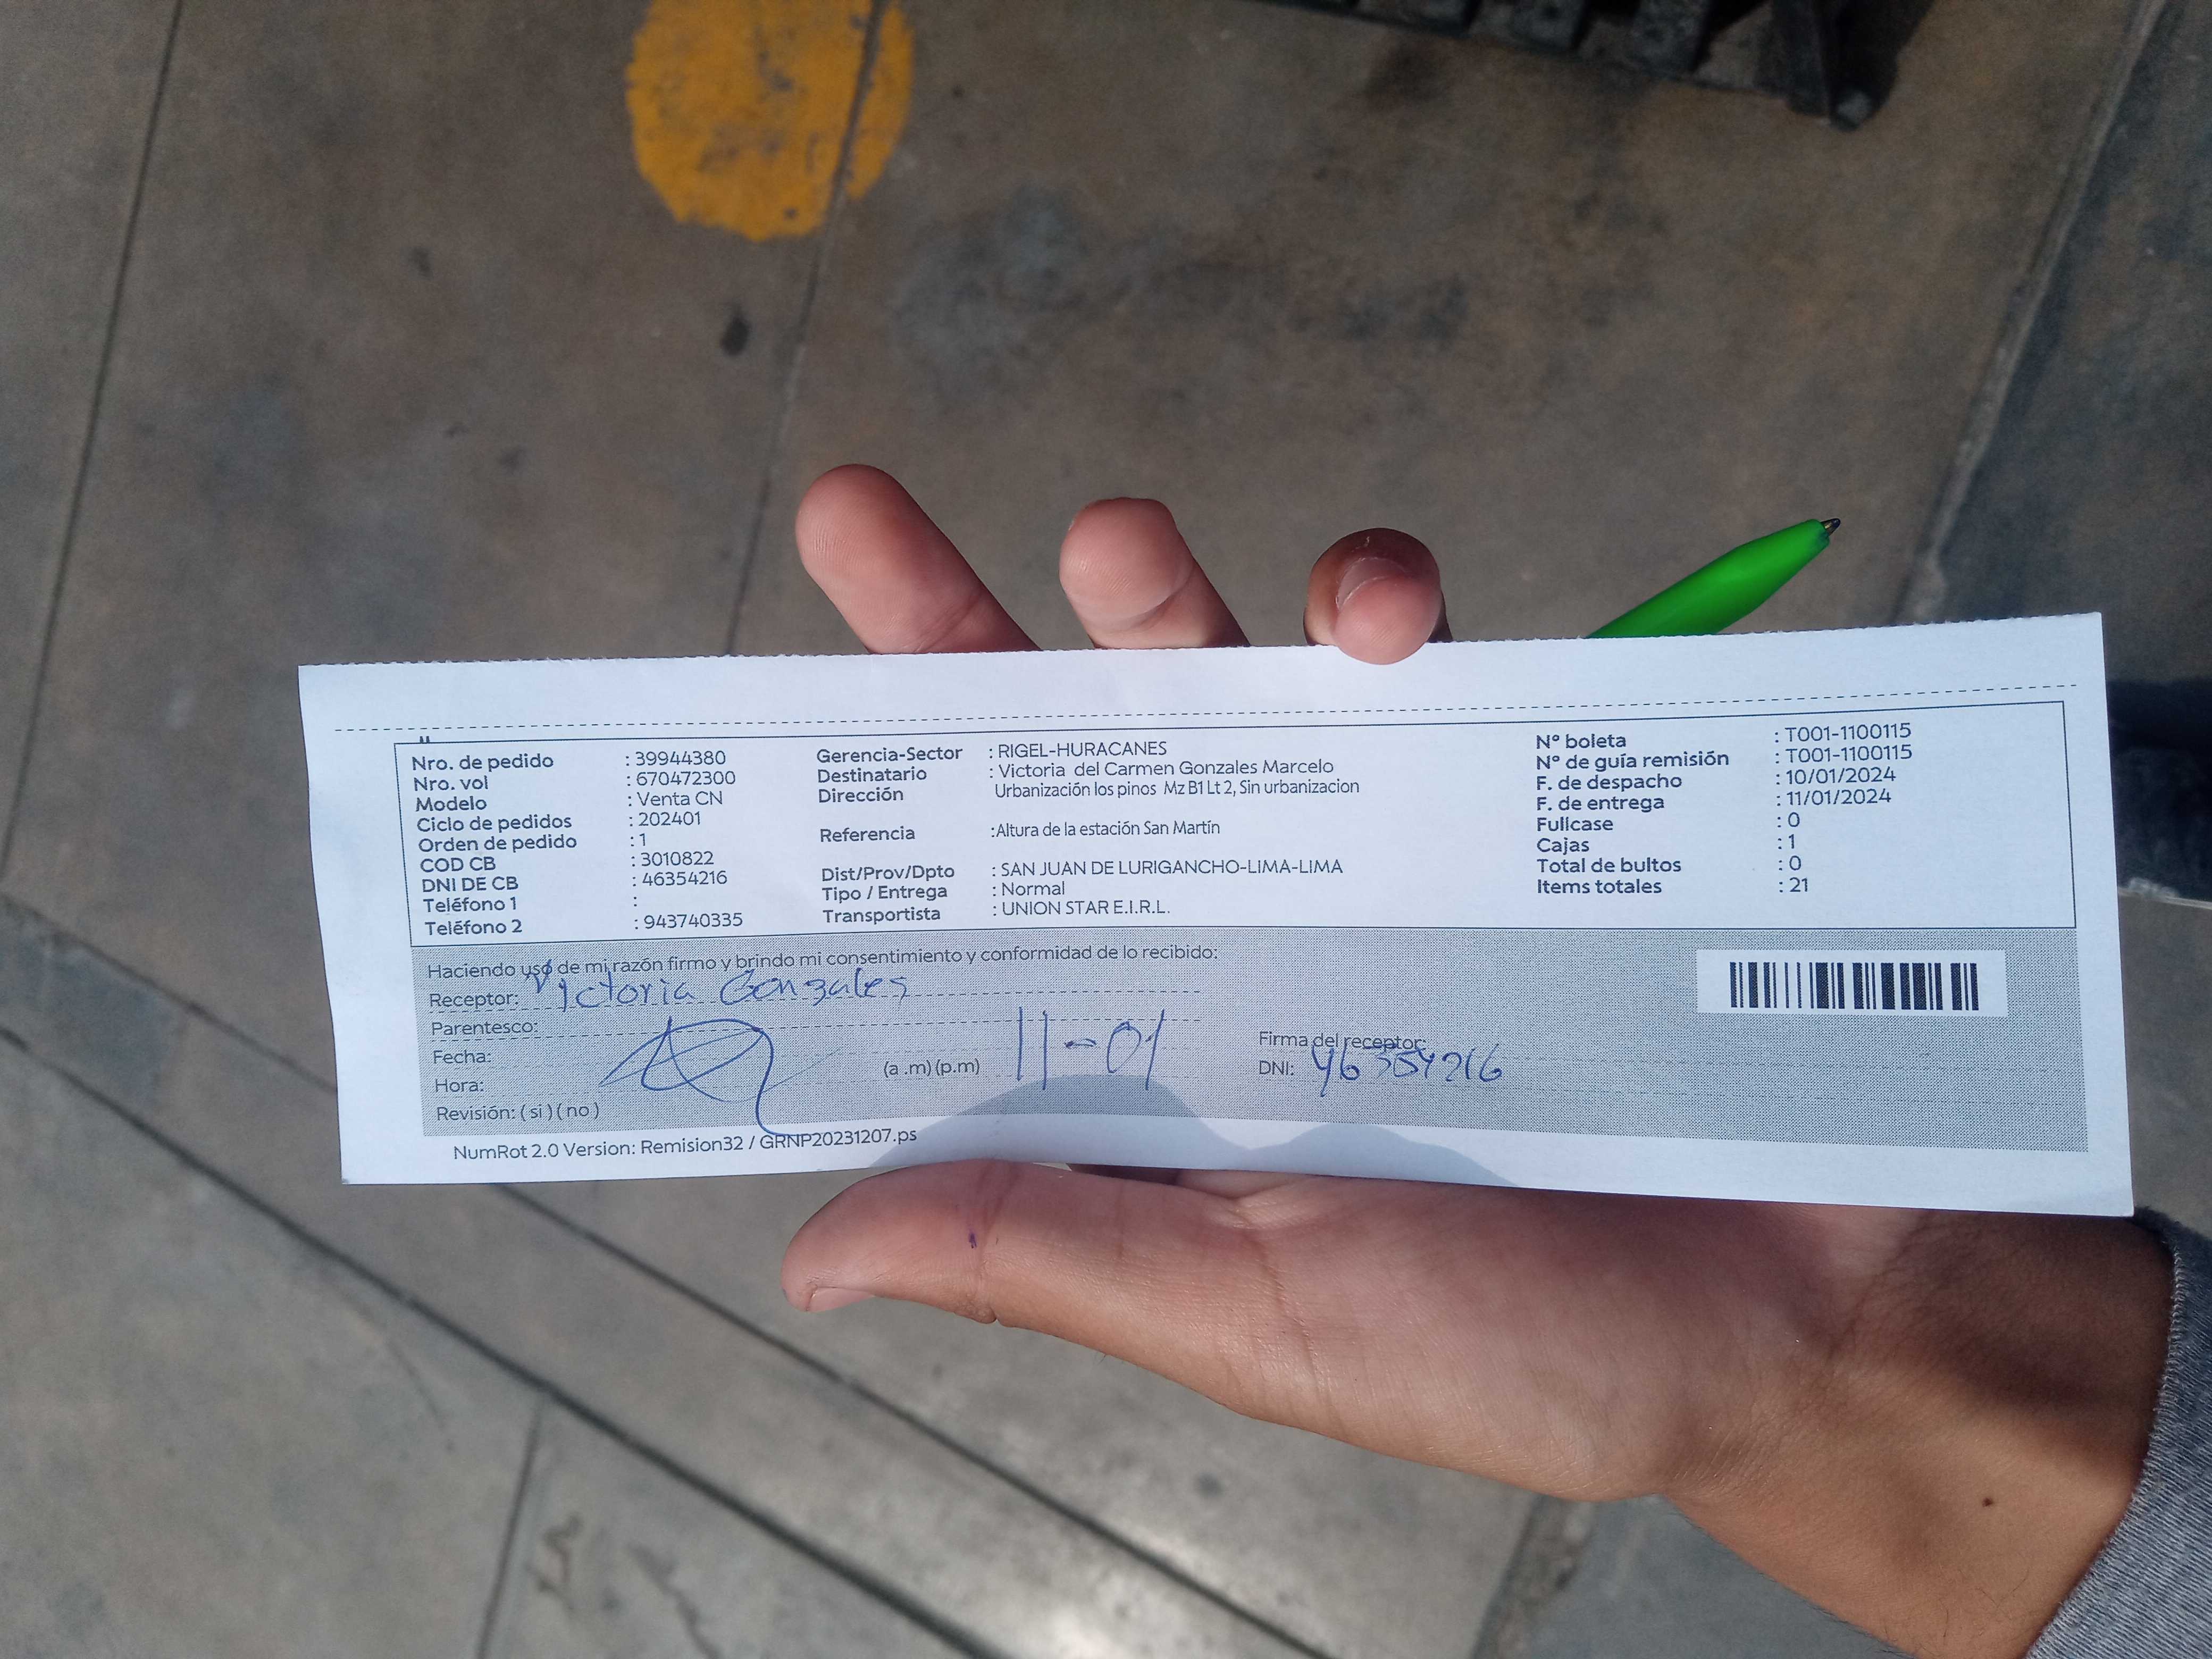 Nro. de pedido : 39944380
Nro. vol : 670472300
Modelo : Venta CN
Ciclo de pedidos : 202401
Orden de pedido : 1
COD CB : 3010822
DNI DE CB : 46354216
Teléfono 1 :
Teléfono 2 : 943740335
Gerencia-Sector : RIGEL-HURACANES
Destinatario : Victoria del Carmen Gonzales Marcelo
Dirección Urbanización los pinos Mz B1 Lt 2, Sin urbanizacion
Referencia :Altura de la estación San Martín
Dist/Prov/Dpto : SAN JUAN DE LURIGANCHO-LIMA-LIMA
Tipo / Entrega : Normal
Transportista : UNION STAR E.I.R.L.
Nº boleta : T001-1100115
Nº de guía remisión : T001-1100115
F. de despacho : 10/01/2024
F. de entrega : 11/01/2024
Fullcase : 0
Cajas : 1
Total de bultos : 0
Items totales : 21
Haciendo uso de mi razón firmo y brindo mi consentimiento y conformidad de lo recibido:
Receptor: Victoria Gonzales
Parentesco:
Fecha:
Hora: (a .m) (p.m) 11-01
Revisión: ( si ) ( no )
Firma del receptor:
DNI: 46354216
NumRot 2.0 Version: Remision32 / GRNP20231207.ps